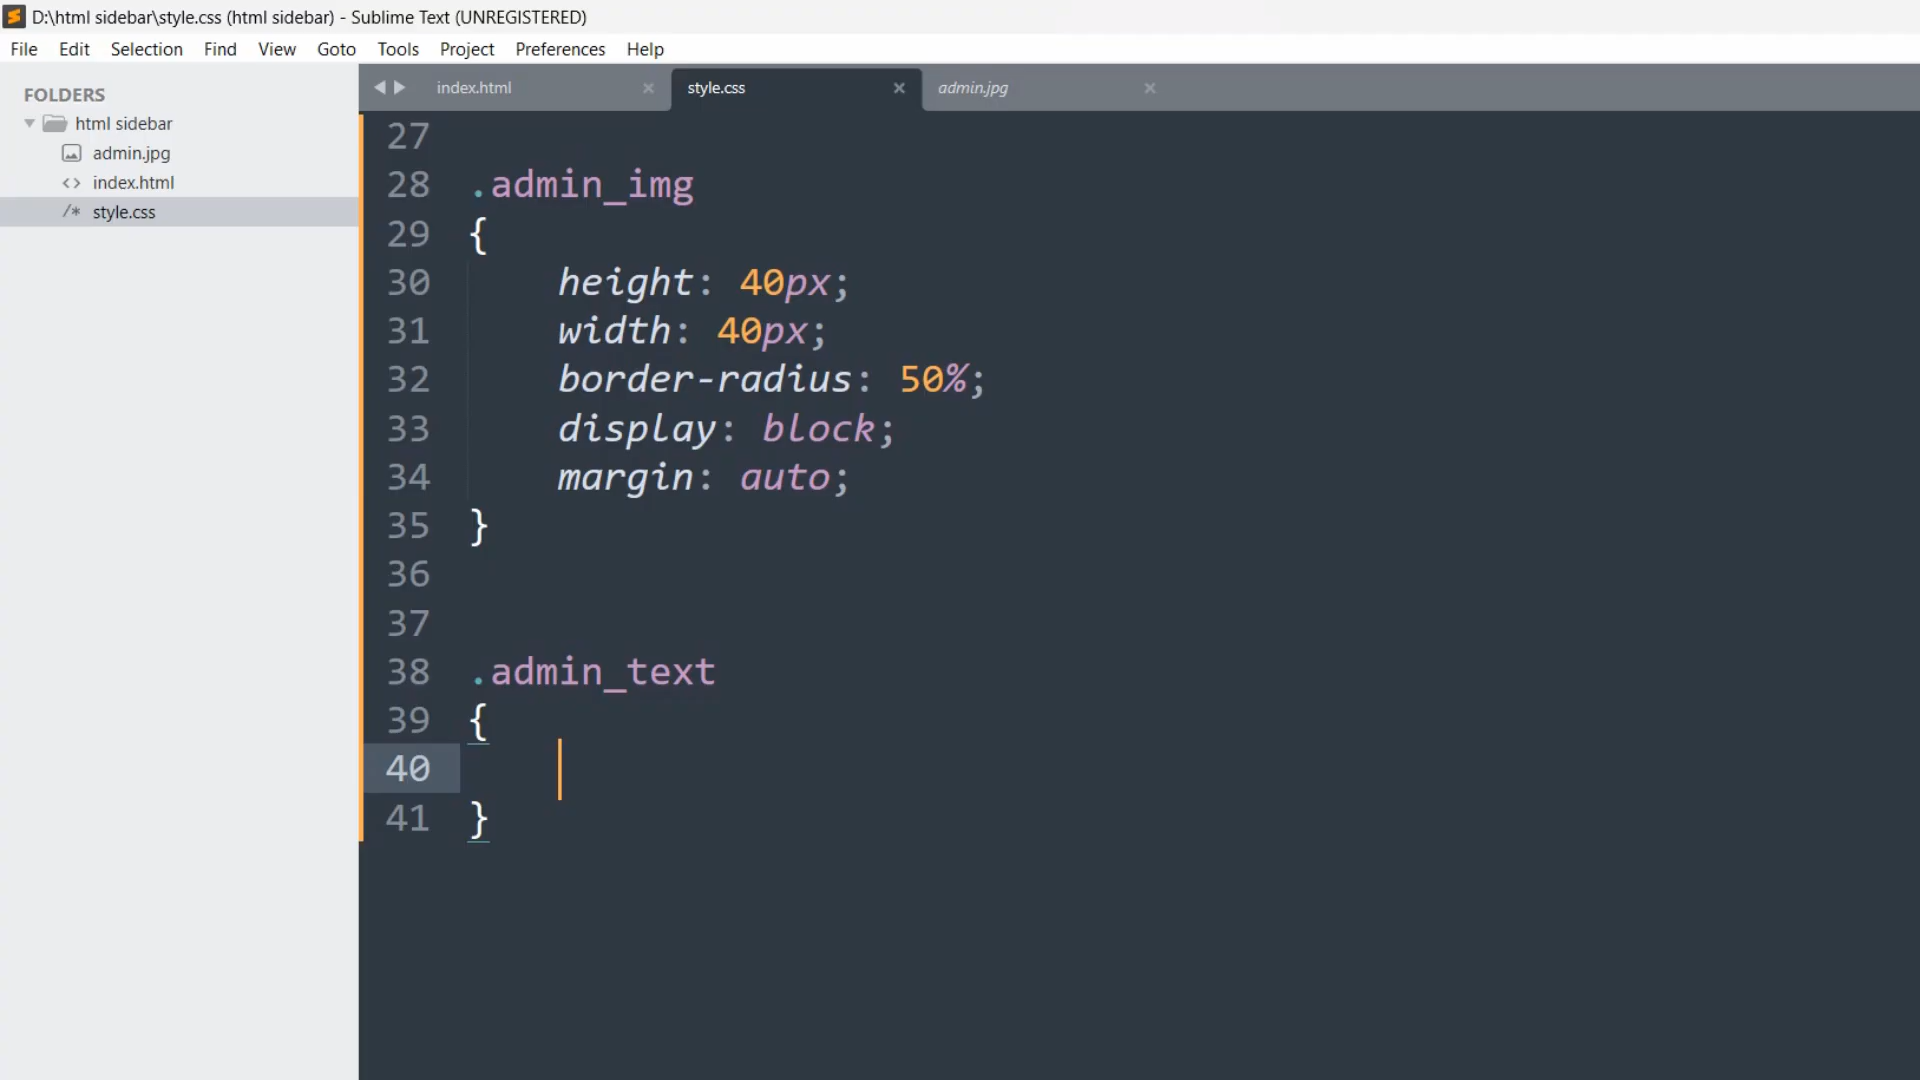 D:\html sidebar\style.css (html sidebar) - Sublime Text (UNREGISTERED)
File Edit Selection Find View Goto Tools Project Preferences Help
FOLDERS
html sidebar
admin.jpg
<> index.html
/* style.css
index.html × style.css × admin.jpg ×
27
28 .admin_img
29 {
30 height: 40px;
31 width: 40px;
32 border-radius: 50%;
33 display: block;
34 margin: auto;
35 }
36
37
38 .admin_text
39 {
40
41 }